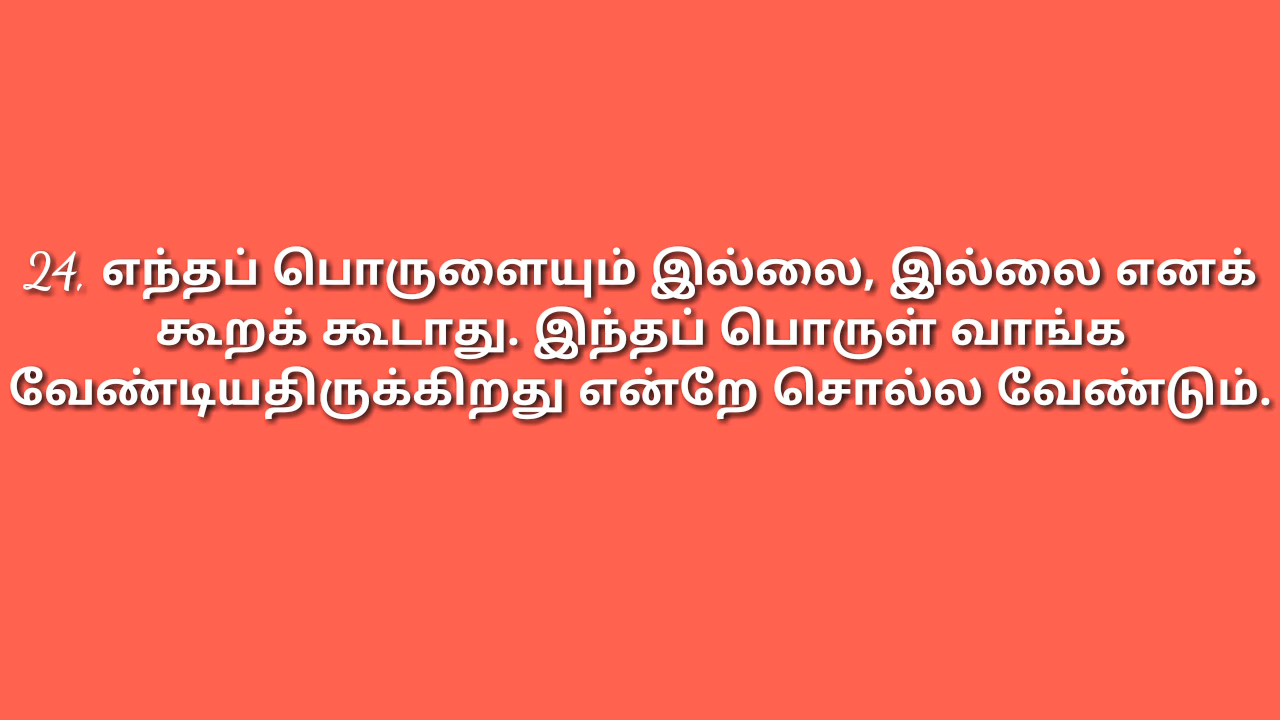 24, எந்தப் பொருளையும் இல்லை, இல்லை எனக்
கூறக் கூடாது. இந்தப் பொருள் வாங்க
வேண்டியதிருக்கிறது என்றே சொல்ல வேண்டும்.